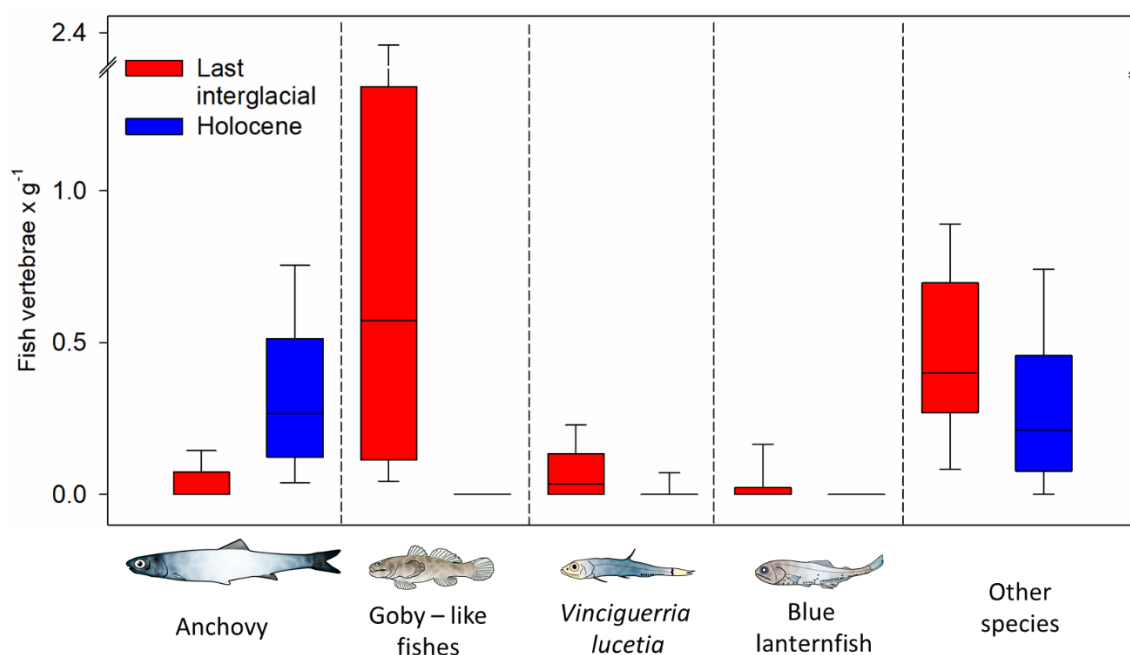 2.4
Last
interglacial
Holocene
Fish vertebrae x g⁻¹
1.0
0.5
0.0
Anchovy
Goby – like
fishes
Vinciguerria
lucetia
Blue
lanternfish
Other
species